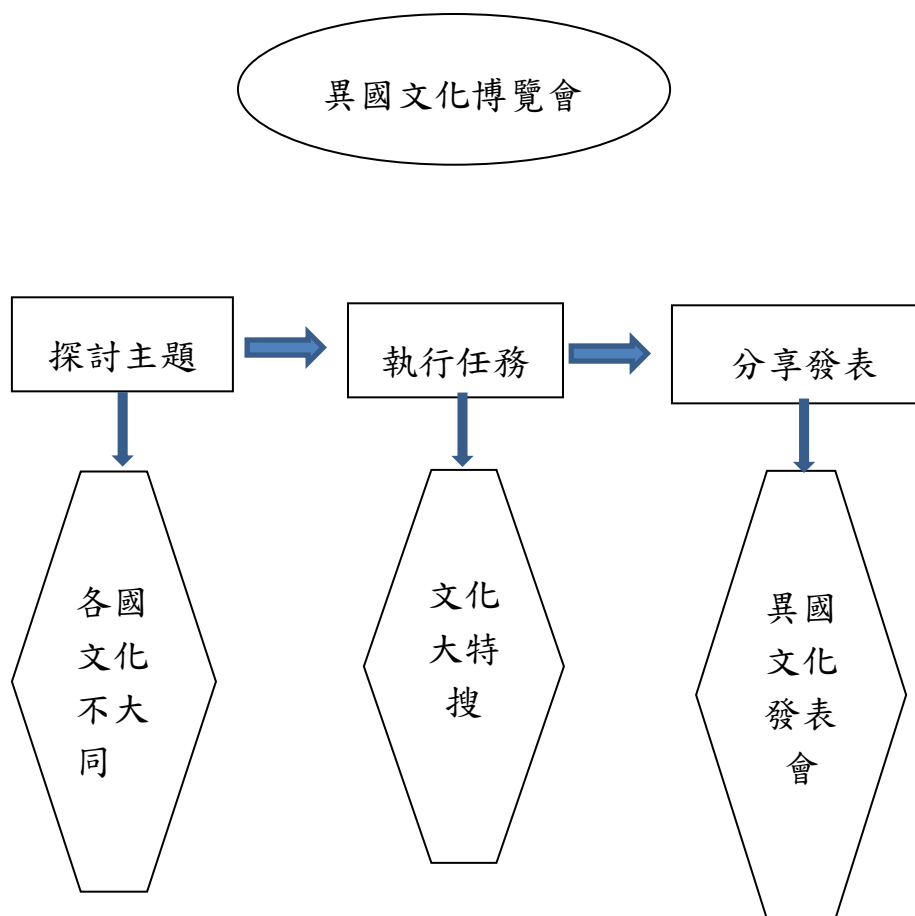 異國文化博覽會
探討主題
執行任務
分享發表
各國
文化
不大
同
文化
大特
搜
異國
文化
發表
會